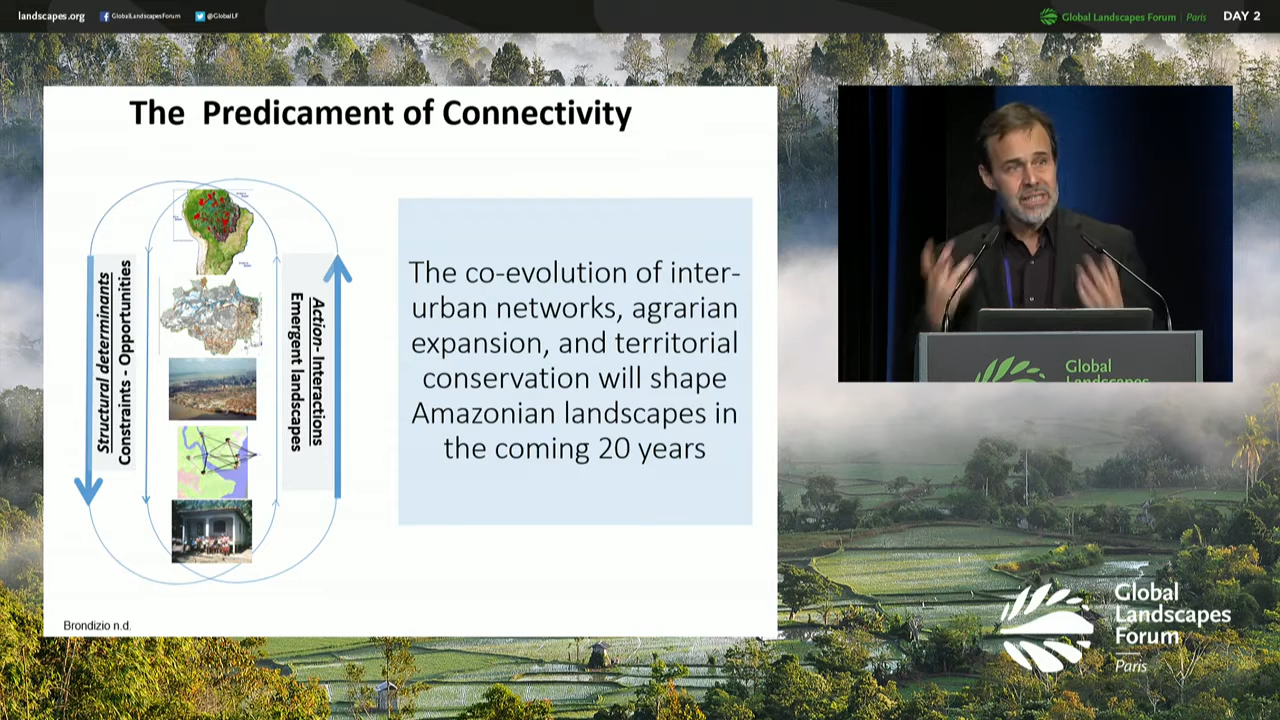 landscapes.org
GlobalLandscapesForum
@GlobalLF
Global Landscapes Forum | Paris
DAY 2
The Predicament of Connectivity
Structural determinants
Constraints - Opportunities
Action- Interactions
Emergent landscapes
The co-evolution of inter-
urban networks, agrarian
expansion, and territorial
conservation will shape
Amazonian landscapes in
the coming 20 years
Brondizio n.d.
Global
Landscapes
Global
Landscapes
Forum
Paris